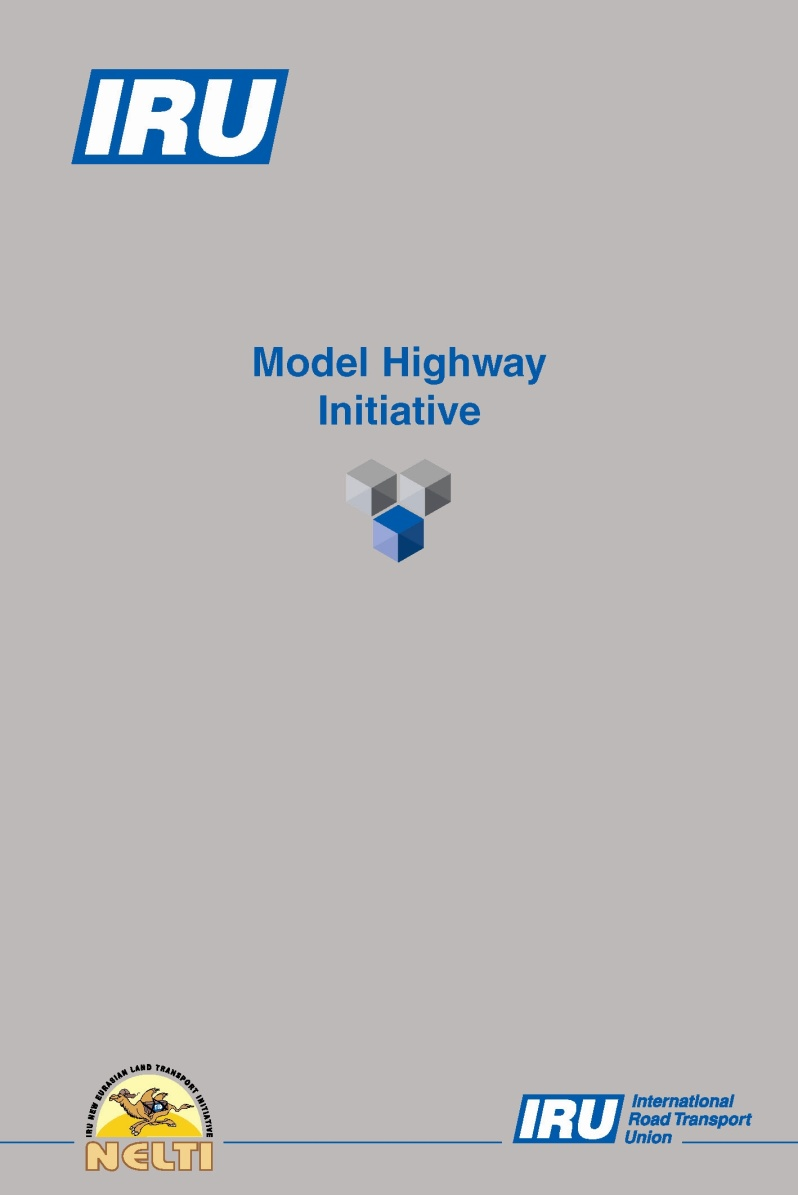 IRU
Model Highway
Initiative
IRU NEW EURASIAN LAND TRANSPORT INITIATIVE
NELTI
IRU
International
Road Transport
Union